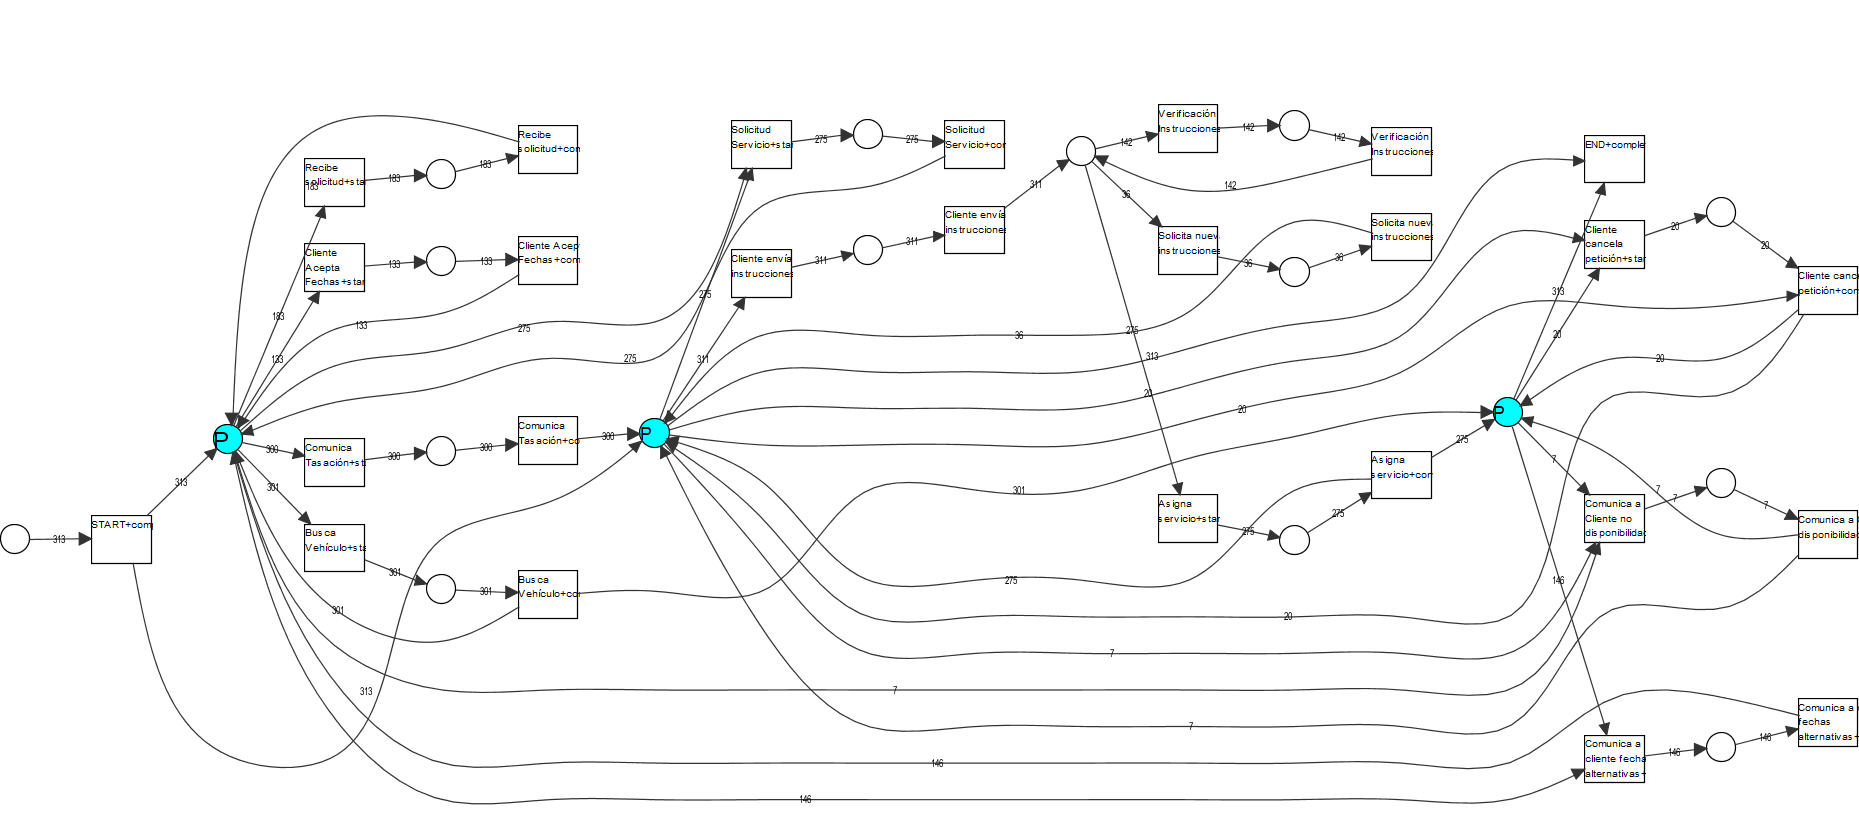 313
START+com
313
313
P
Recibe
solicitud+star
183
183
183
183
Recibe
solicitud+con
Cliente
Acepta
Fechas+star
133
133
133
133
Cliente Acep
Fechas+com
275
275
300
Comunica
Tasación+st
300
300
Comunica
Tasación+co
300
301
Busca
Vehículo+sta
301
301
Busca
Vehículo+co
301
301
P
275
311
Solicitud
Servicio+sta
275
275
Solicitud
Servicio+cor
Cliente envía
instrucciones
311
311
Cliente envía
instrucciones
311
142
Verificación
Instrucciones
142
142
Verificación
Instrucciones
142
36
Solicita nuev
instrucciones
36
36
Solicita nuev
instrucciones
36
275
313
20
20
Asigna
servicio+star
275
275
Asigna
servicio+con
275
275
P
313
END+comple
20
Cliente
cancela
petición+star
20
20
Cliente canc
petición+con
20
20
7
Comunica a
Cliente no
disponibilidad
7
7
Comunica a
disponibilidad
7
7
7
7
146
Comunica a
cliente fecha
alternativas+
146
146
Comunica a
fechas
alternativas+
146
146